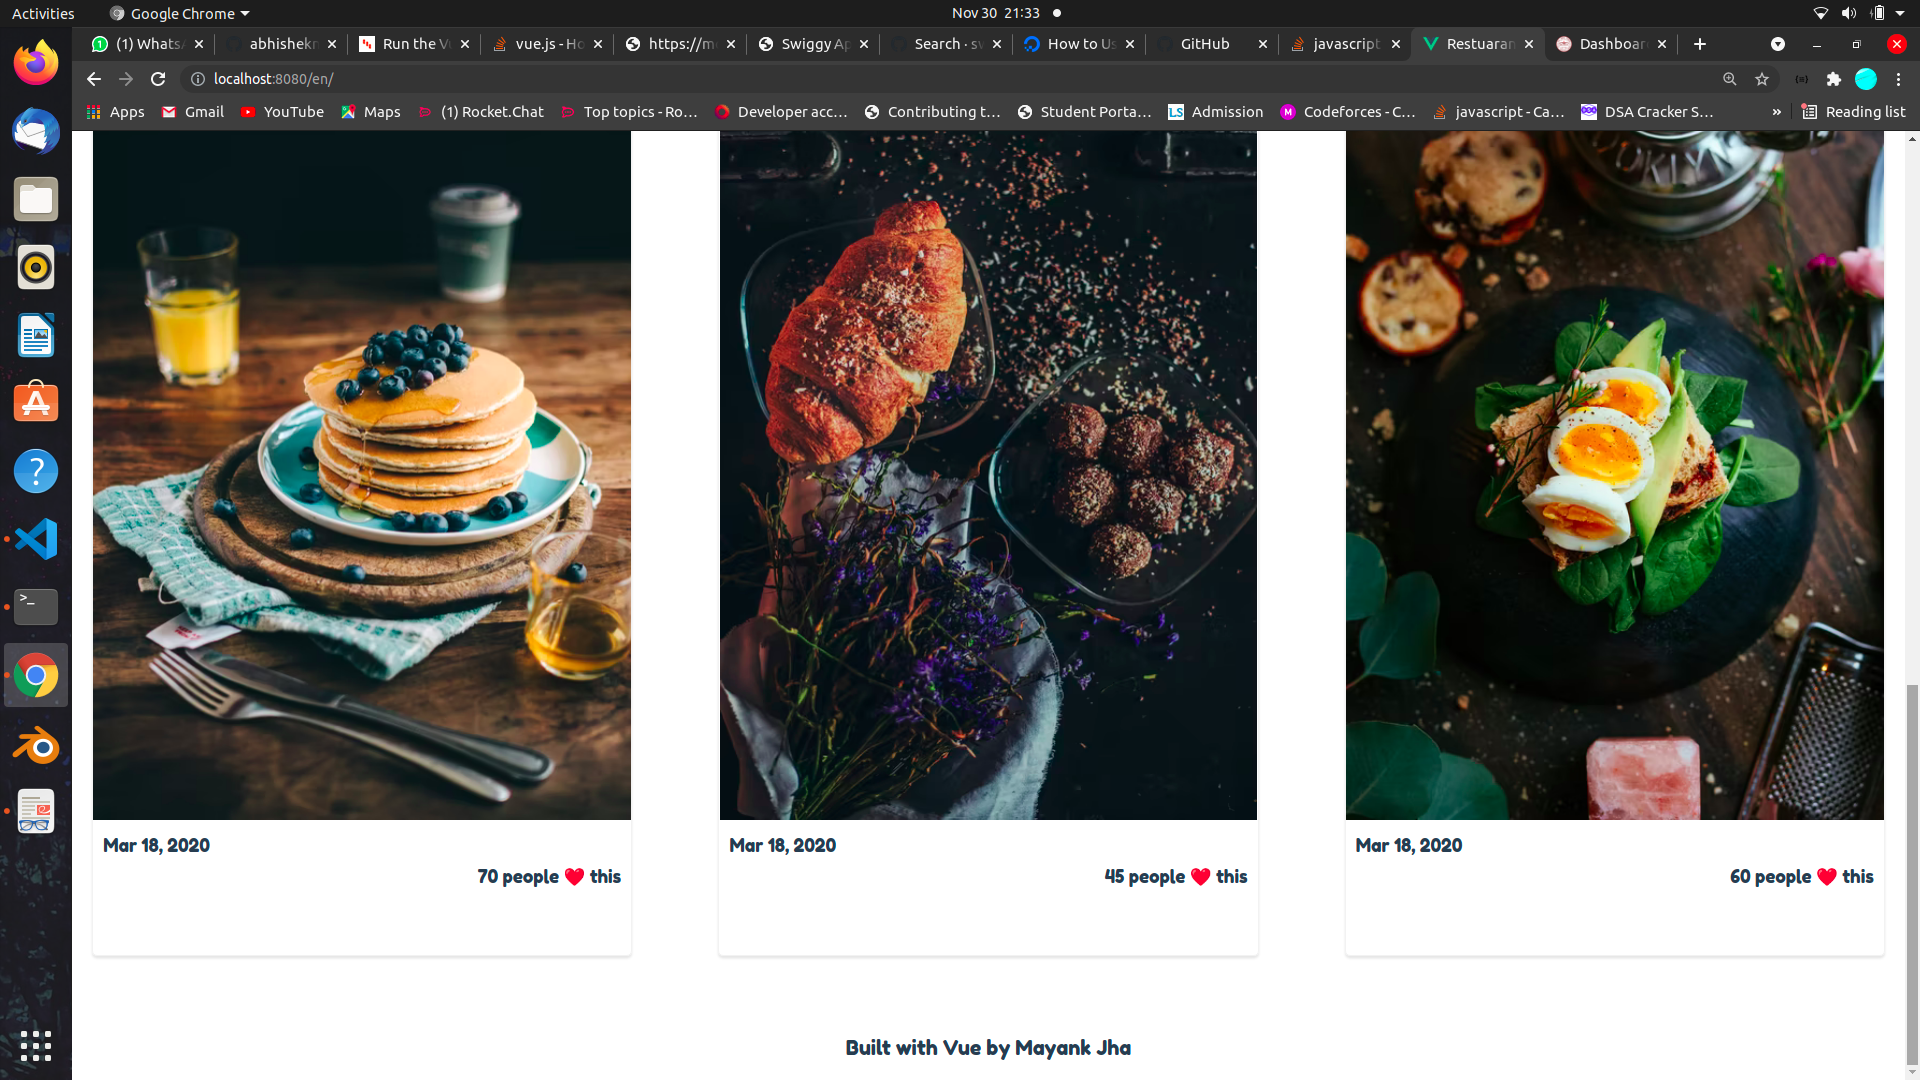 Activities
Google Chrome
Nov 30 21:33
(1) Whats
abhishekn
Run the V
vue.js - Ho
https://m
Swiggy Ap
Search · sw
How to Us
GitHub
javascript
Restuaran
Dashboar
localhost:8080/en/
Apps
Gmail
YouTube
Maps
(1) Rocket.Chat
Top topics - Ro...
Developer acc...
Contributing t...
Student Porta...
Admission
Codeforces - C...
javascript - Ca...
DSA Cracker S...
»
Reading list
Mar 18, 2020
70 people ❤️ this
Mar 18, 2020
45 people ❤️ this
Mar 18, 2020
60 people ❤️ this
Built with Vue by Mayank Jha